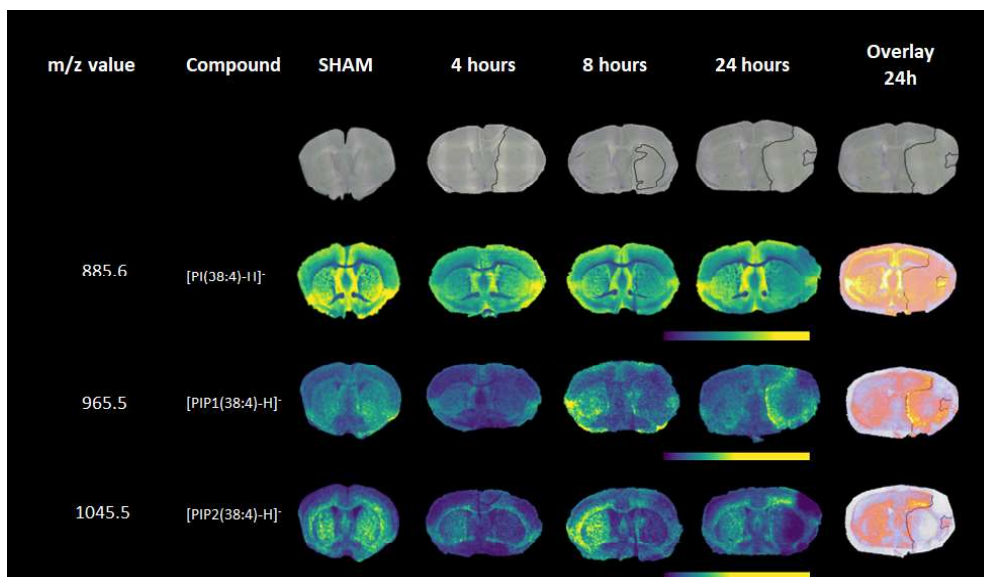 m/z value Compound SHAM 4 hours 8 hours 24 hours Overlay
24h
885.6 [PI(38:4)-H]-
965.5 [PIP1(38:4)-H]-
1045.5 [PIP2(38:4)-H]-